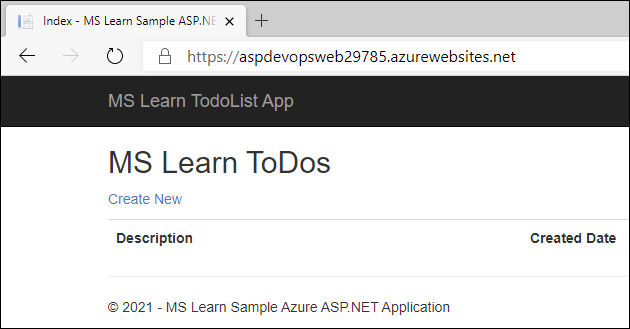 Index - MS Learn Sample ASP.NE
https://aspdevopsweb29785.azurewebsites.net
MS Learn TodoList App
MS Learn ToDos
Create New
Description Created Date
© 2021 - MS Learn Sample Azure ASP.NET Application